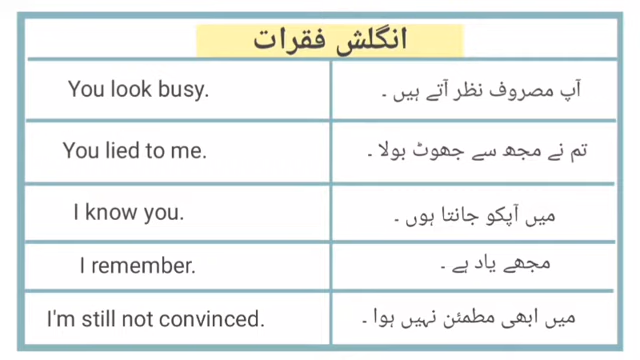 انگلش فقرات
You look busy. آپ مصروف نظر آتے ہیں ۔
You lied to me. تم نے مجھ سے جھوٹ بولا ۔
I know you. میں آپکو جانتا ہوں ۔
I remember. مجھے یاد ہے ۔
I'm still not convinced. میں ابھی مطمئن نہیں ہوا ۔